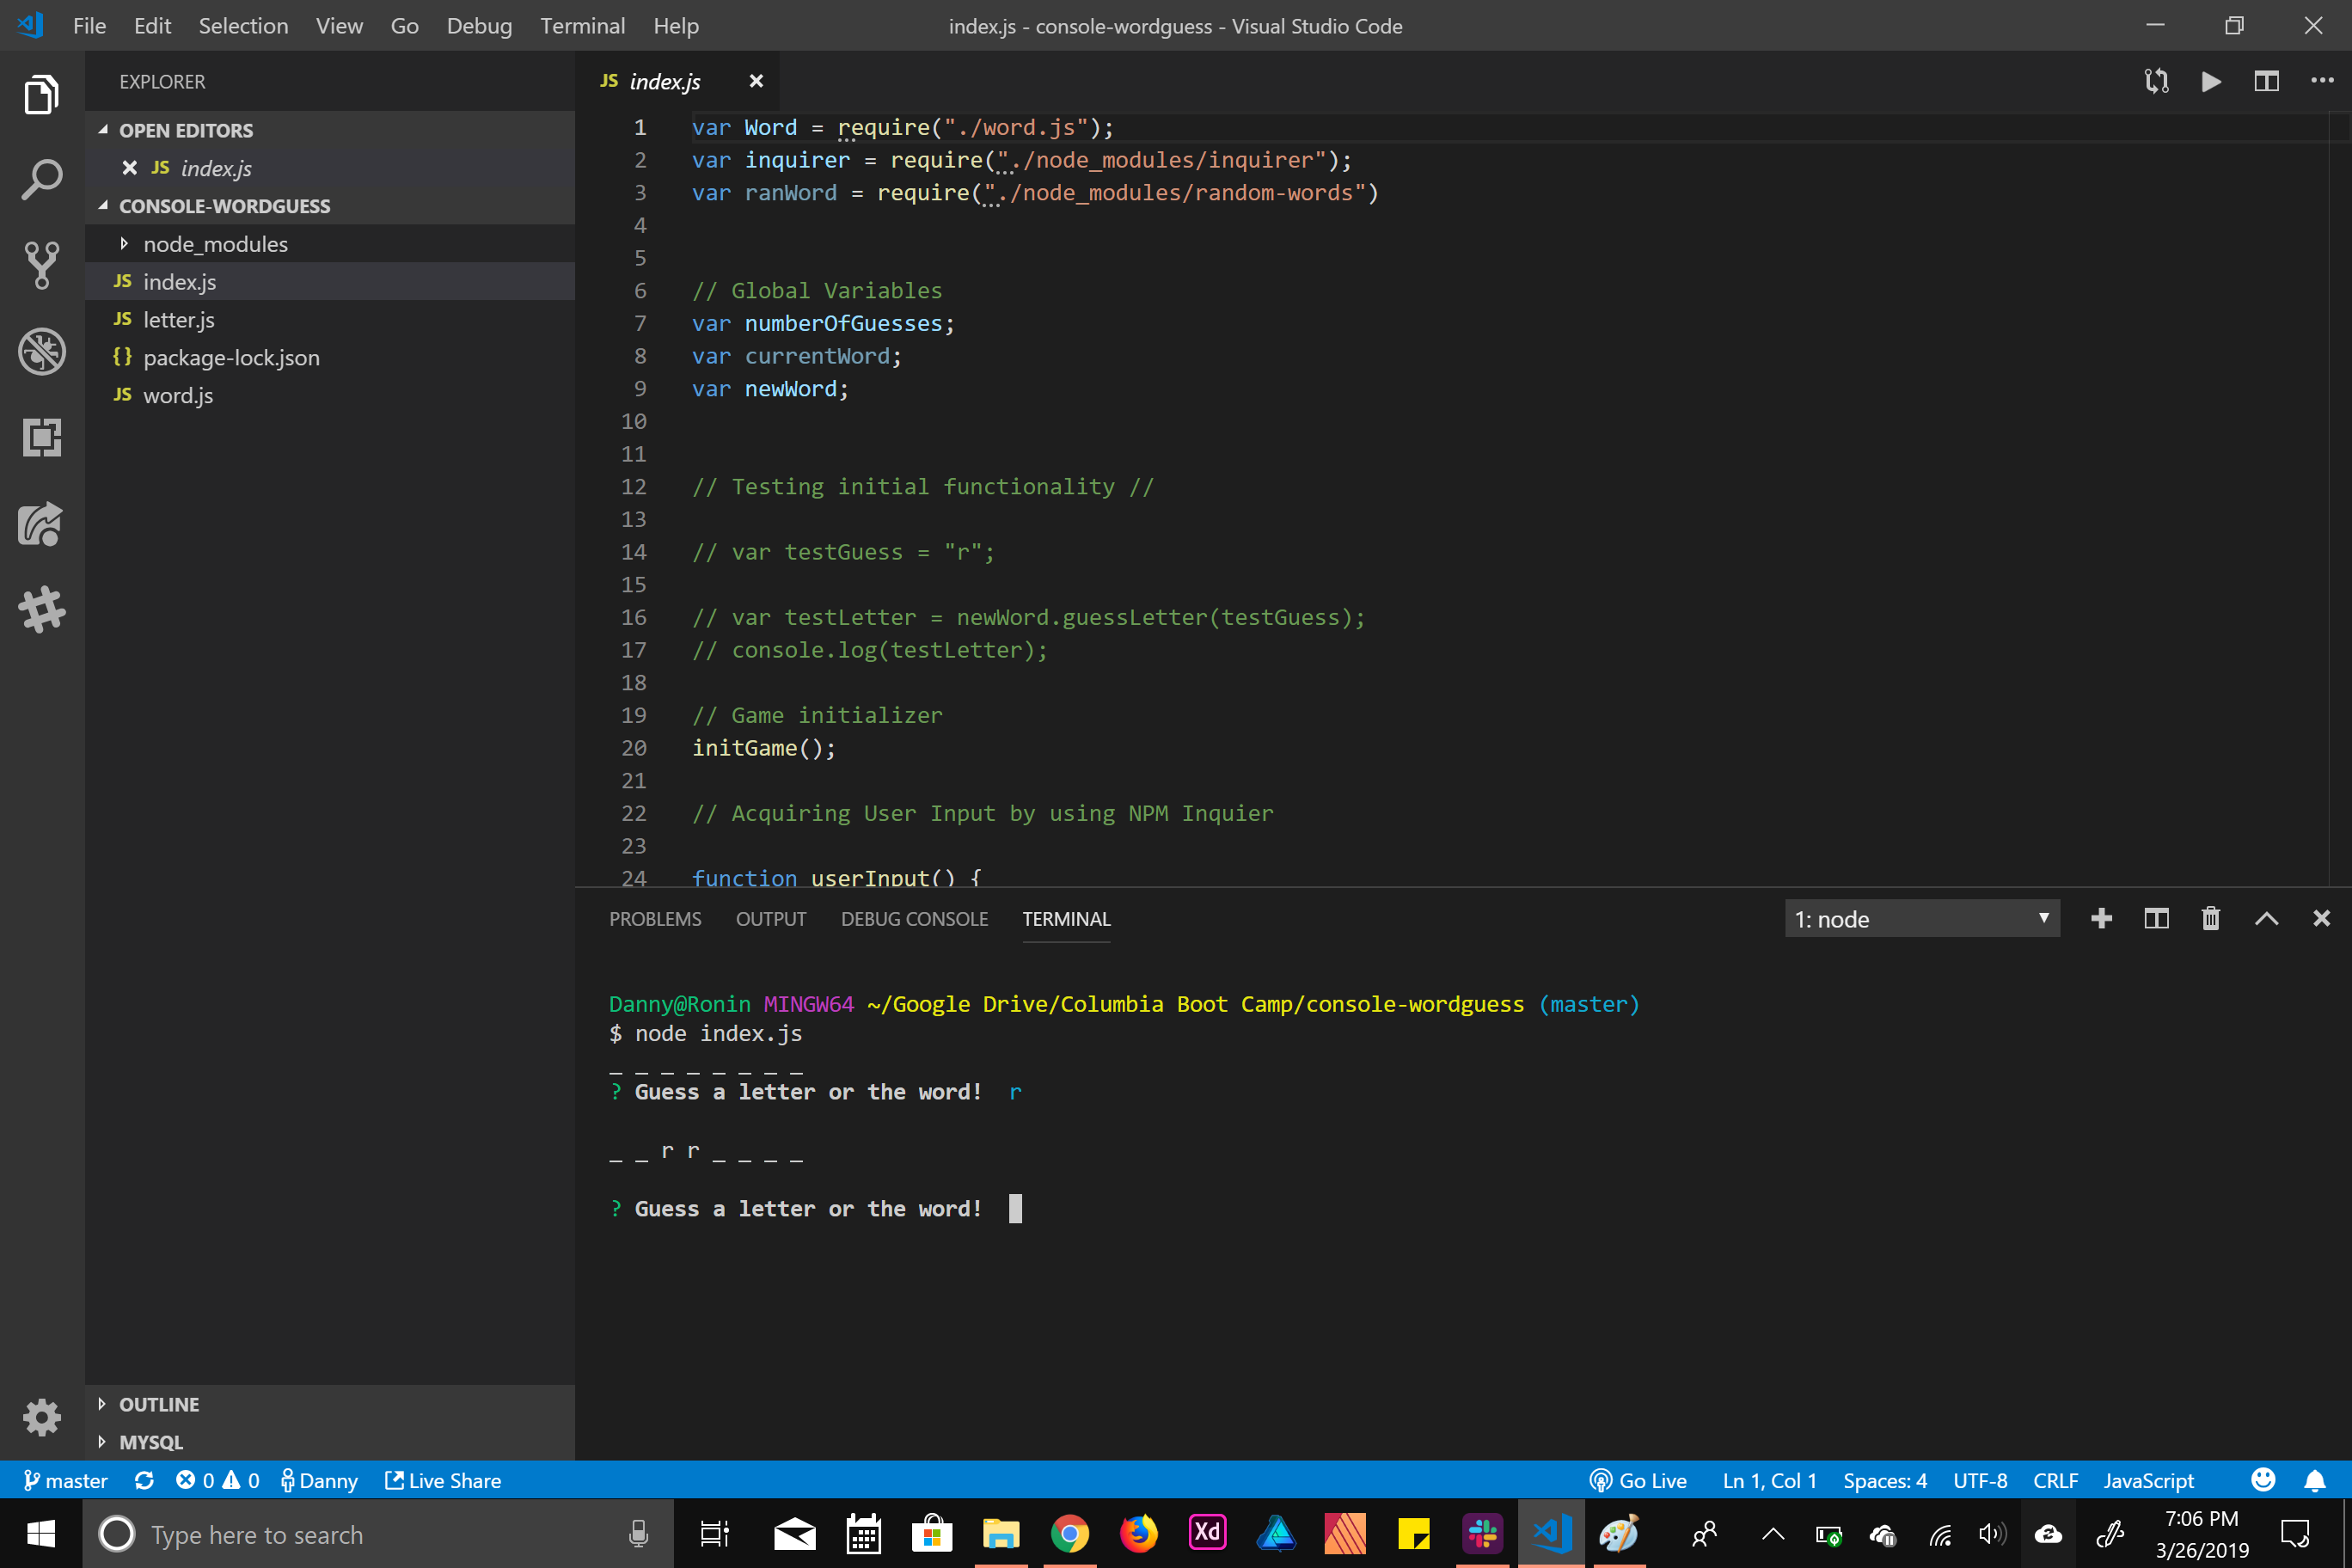 File Edit Selection View Go Debug Terminal Help
index.js - console-wordguess - Visual Studio Code
EXPLORER
OPEN EDITORS
JS index.js
CONSOLE-WORDGUESS
node_modules
JS index.js
JS letter.js
{} package-lock.json
JS word.js
OUTLINE
MYSQL
JS index.js
1 var Word = require("./word.js");
2 var inquirer = require("./node_modules/inquirer");
3 var ranWord = require("./node_modules/random-words")
4
5
6 // Global Variables
7 var numberOfGuesses;
8 var currentWord;
9 var newWord;
10
11
12 // Testing initial functionality //
13
14 // var testGuess = "r";
15
16 // var testLetter = newWord.guessLetter(testGuess);
17 // console.log(testLetter);
18
19 // Game initializer
20 initGame();
21
22 // Acquiring User Input by using NPM Inquier
23
24 function userInput() {
PROBLEMS OUTPUT DEBUG CONSOLE TERMINAL
1: node
Danny@Ronin MINGW64 ~/Google Drive/Columbia Boot Camp/console-wordguess (master)
$ node index.js
_ _ _ _ _ _ _ _
? Guess a letter or the word! r
_ _ r r _ _ _ _
? Guess a letter or the word!
master 0 0 Danny Live Share
Go Live Ln 1, Col 1 Spaces: 4 UTF-8 CRLF JavaScript
Type here to search
Xd
7:06 PM
3/26/2019